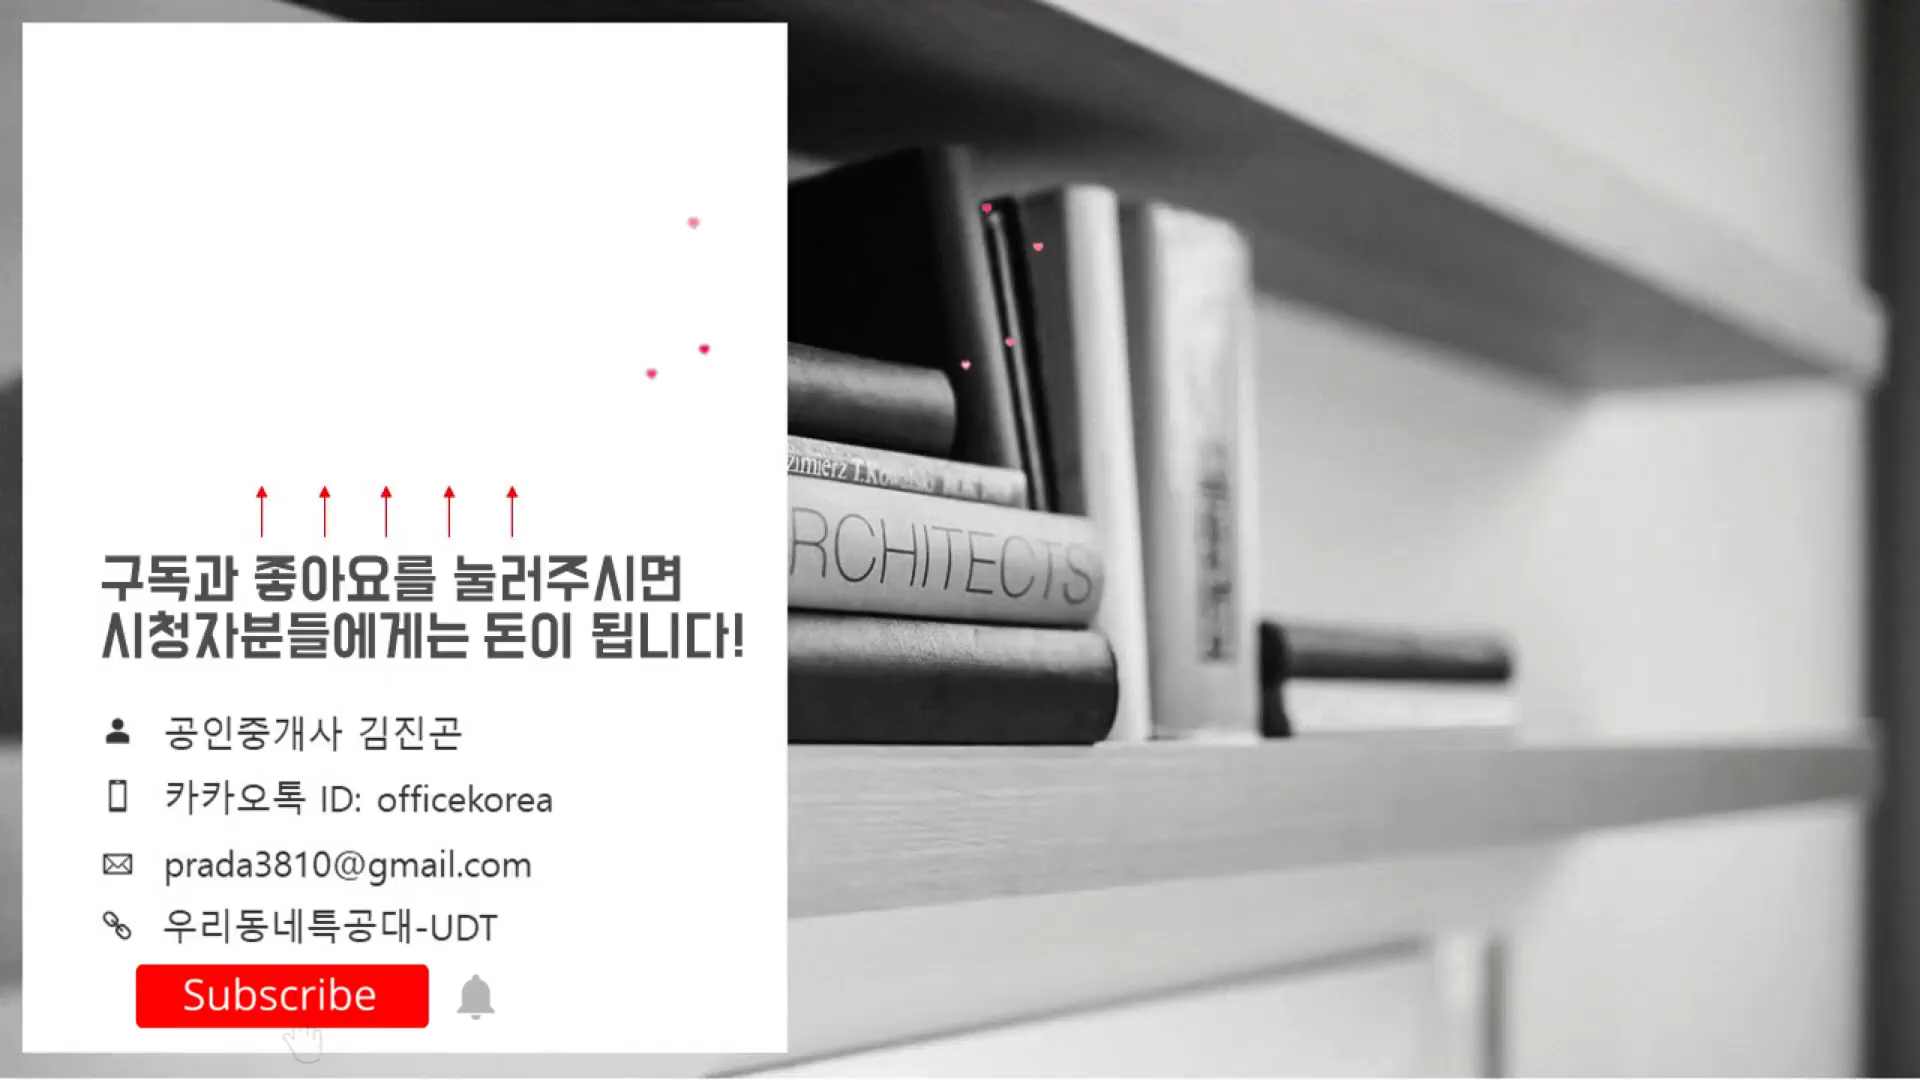 구독과 좋아요를 눌러주시면
시청자분들에게는 돈이 됩니다!
공인중개사 김진곤
카카오톡 ID: officekorea
prada3810@gmail.com
우리동네특공대-UDT
Subscribe
zimierz T.
RCHITECTS